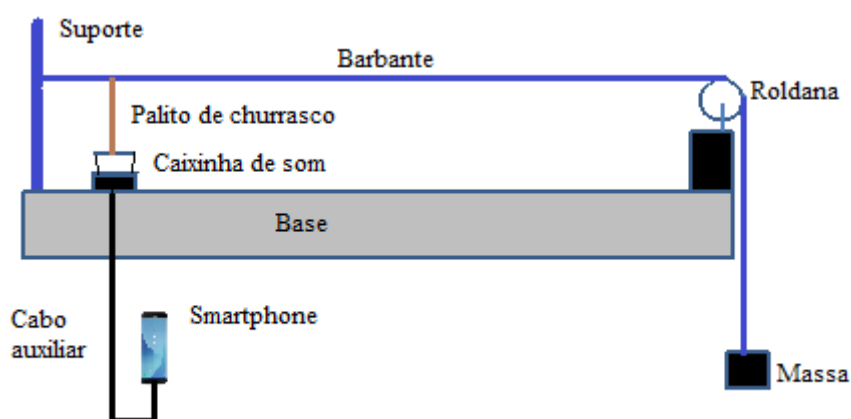 Suporte
Barbante
Roldana
Palito de churrasco
Caixinha de som
Base
Smartphone
Cabo
auxiliar
Massa